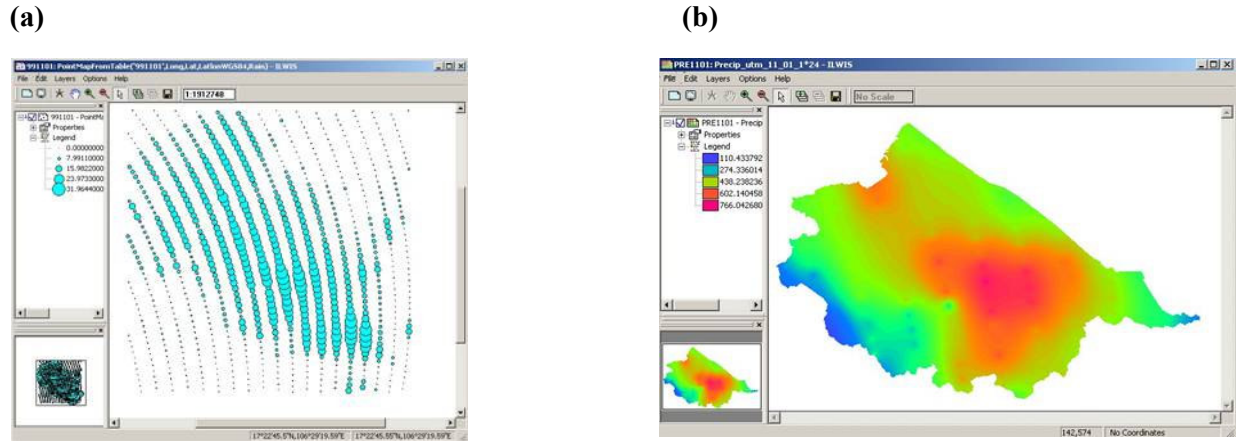 (a)
(b)
991101: PointMapFromTable("991101",Long,Lat,LatlonWGS84,Rain) - ILWIS
File Edit Layers Options Help
1:1912748
991101 - PointMa
Properties
Legend
0.00000000
7.99110000
15.9822000
23.9733000
31.9644000
17°22'45.5"N,106°29'19.59"E
17°22'45.55"N,106°29'19.59"E
PRE1101: Precip_utm_11_01_1*24 - ILWIS
File Edit Layers Options Help
No Scale
PRE1101 - Precip
Properties
Legend
110.433792
274.336014
438.238236
602.140458
766.042680
142,574
No Coordinates